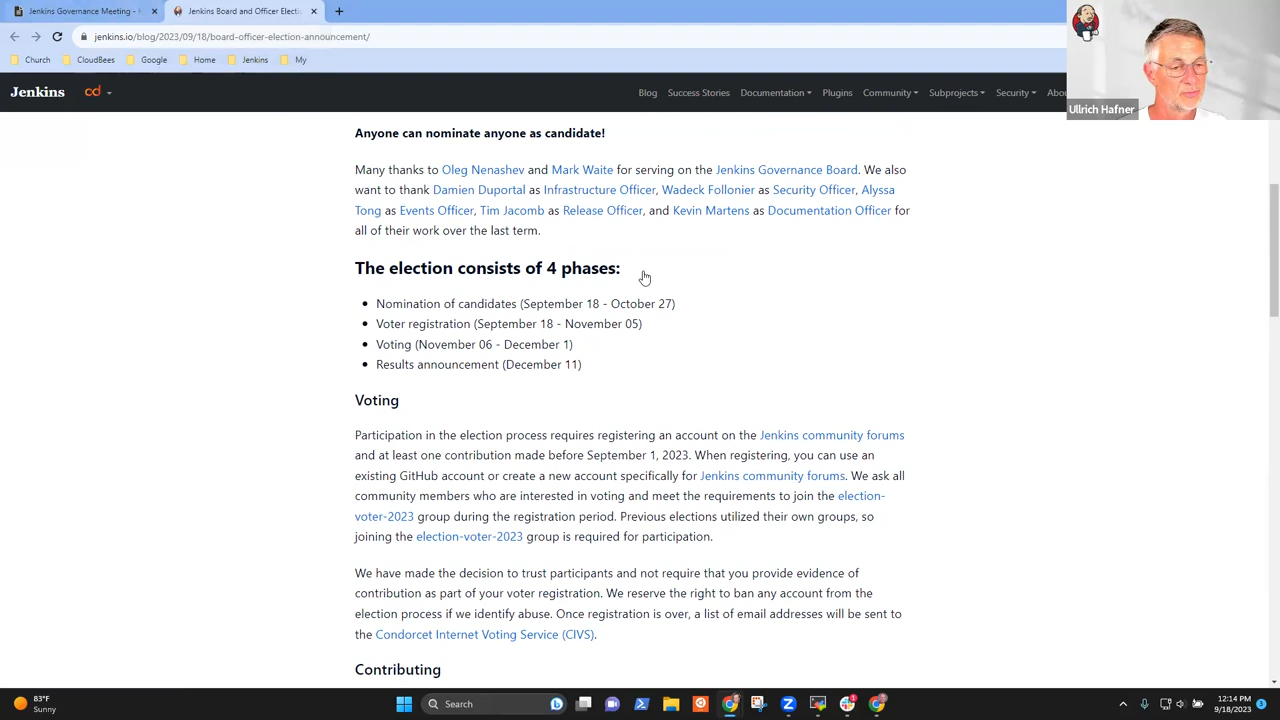 Jenkins Governance Meeting -
Jenkins Board and Officer Electi
jenkins.io/blog/2023/09/18/board-officer-election-announcement/
Church
CloudBees
Google
Home
Jenkins
My
Jenkins
cd
Blog
Success Stories
Documentation
Plugins
Community
Subprojects
Security
Abou
Ullrich Hafner
Anyone can nominate anyone as candidate!
Many thanks to Oleg Nenashev and Mark Waite for serving on the Jenkins Governance Board. We also
want to thank Damien Duportal as Infrastructure Officer, Wadeck Follonier as Security Officer, Alyssa
Tong as Events Officer, Tim Jacomb as Release Officer, and Kevin Martens as Documentation Officer for
all of their work over the last term.
The election consists of 4 phases:
Nomination of candidates (September 18 - October 27)
Voter registration (September 18 - November 05)
Voting (November 06 - December 1)
Results announcement (December 11)
Voting
Participation in the election process requires registering an account on the Jenkins community forums
and at least one contribution made before September 1, 2023. When registering, you can use an
existing GitHub account or create a new account specifically for Jenkins community forums. We ask all
community members who are interested in voting and meet the requirements to join the election-
voter-2023 group during the registration period. Previous elections utilized their own groups, so
joining the election-voter-2023 group is required for participation.
We have made the decision to trust participants and not require that you provide evidence of
contribution as part of your voter registration. We reserve the right to ban any account from the
election process if we identify abuse. Once registration is over, a list of email addresses will be sent to
the Condorcet Internet Voting Service (CIVS).
Contributing
83°F
Sunny
Search
12:14 PM
9/18/2023